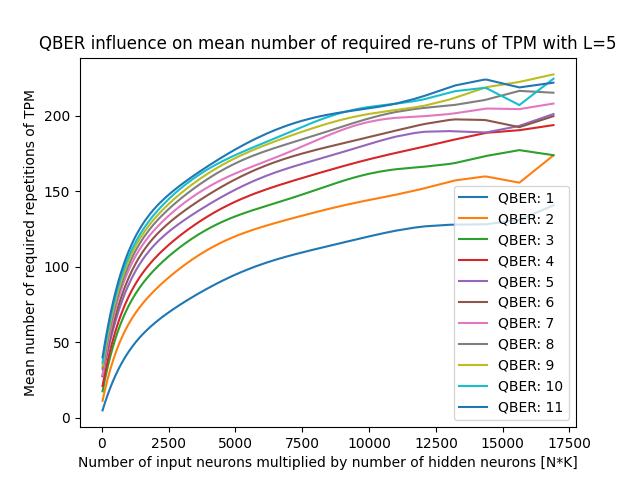 QBER influence on mean number of required re-runs of TPM with L=5
Mean number of required repetitions of TPM
200
150
100
50
0
0 2500 5000 7500 10000 12500 15000 17500
Number of input neurons multiplied by number of hidden neurons [N*K]
QBER: 1
QBER: 2
QBER: 3
QBER: 4
QBER: 5
QBER: 6
QBER: 7
QBER: 8
QBER: 9
QBER: 10
QBER: 11